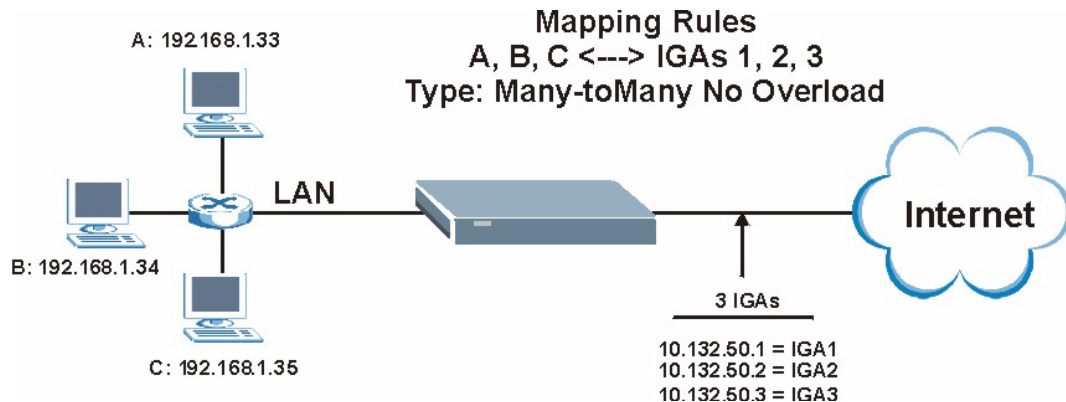 Mapping Rules
A, B, C <---> IGAs 1, 2, 3
Type: Many-toMany No Overload
A: 192.168.1.33
LAN
B: 192.168.1.34
C: 192.168.1.35
Internet
3 IGAs
10.132.50.1 = IGA1
10.132.50.2 = IGA2
10.132.50.3 = IGA3